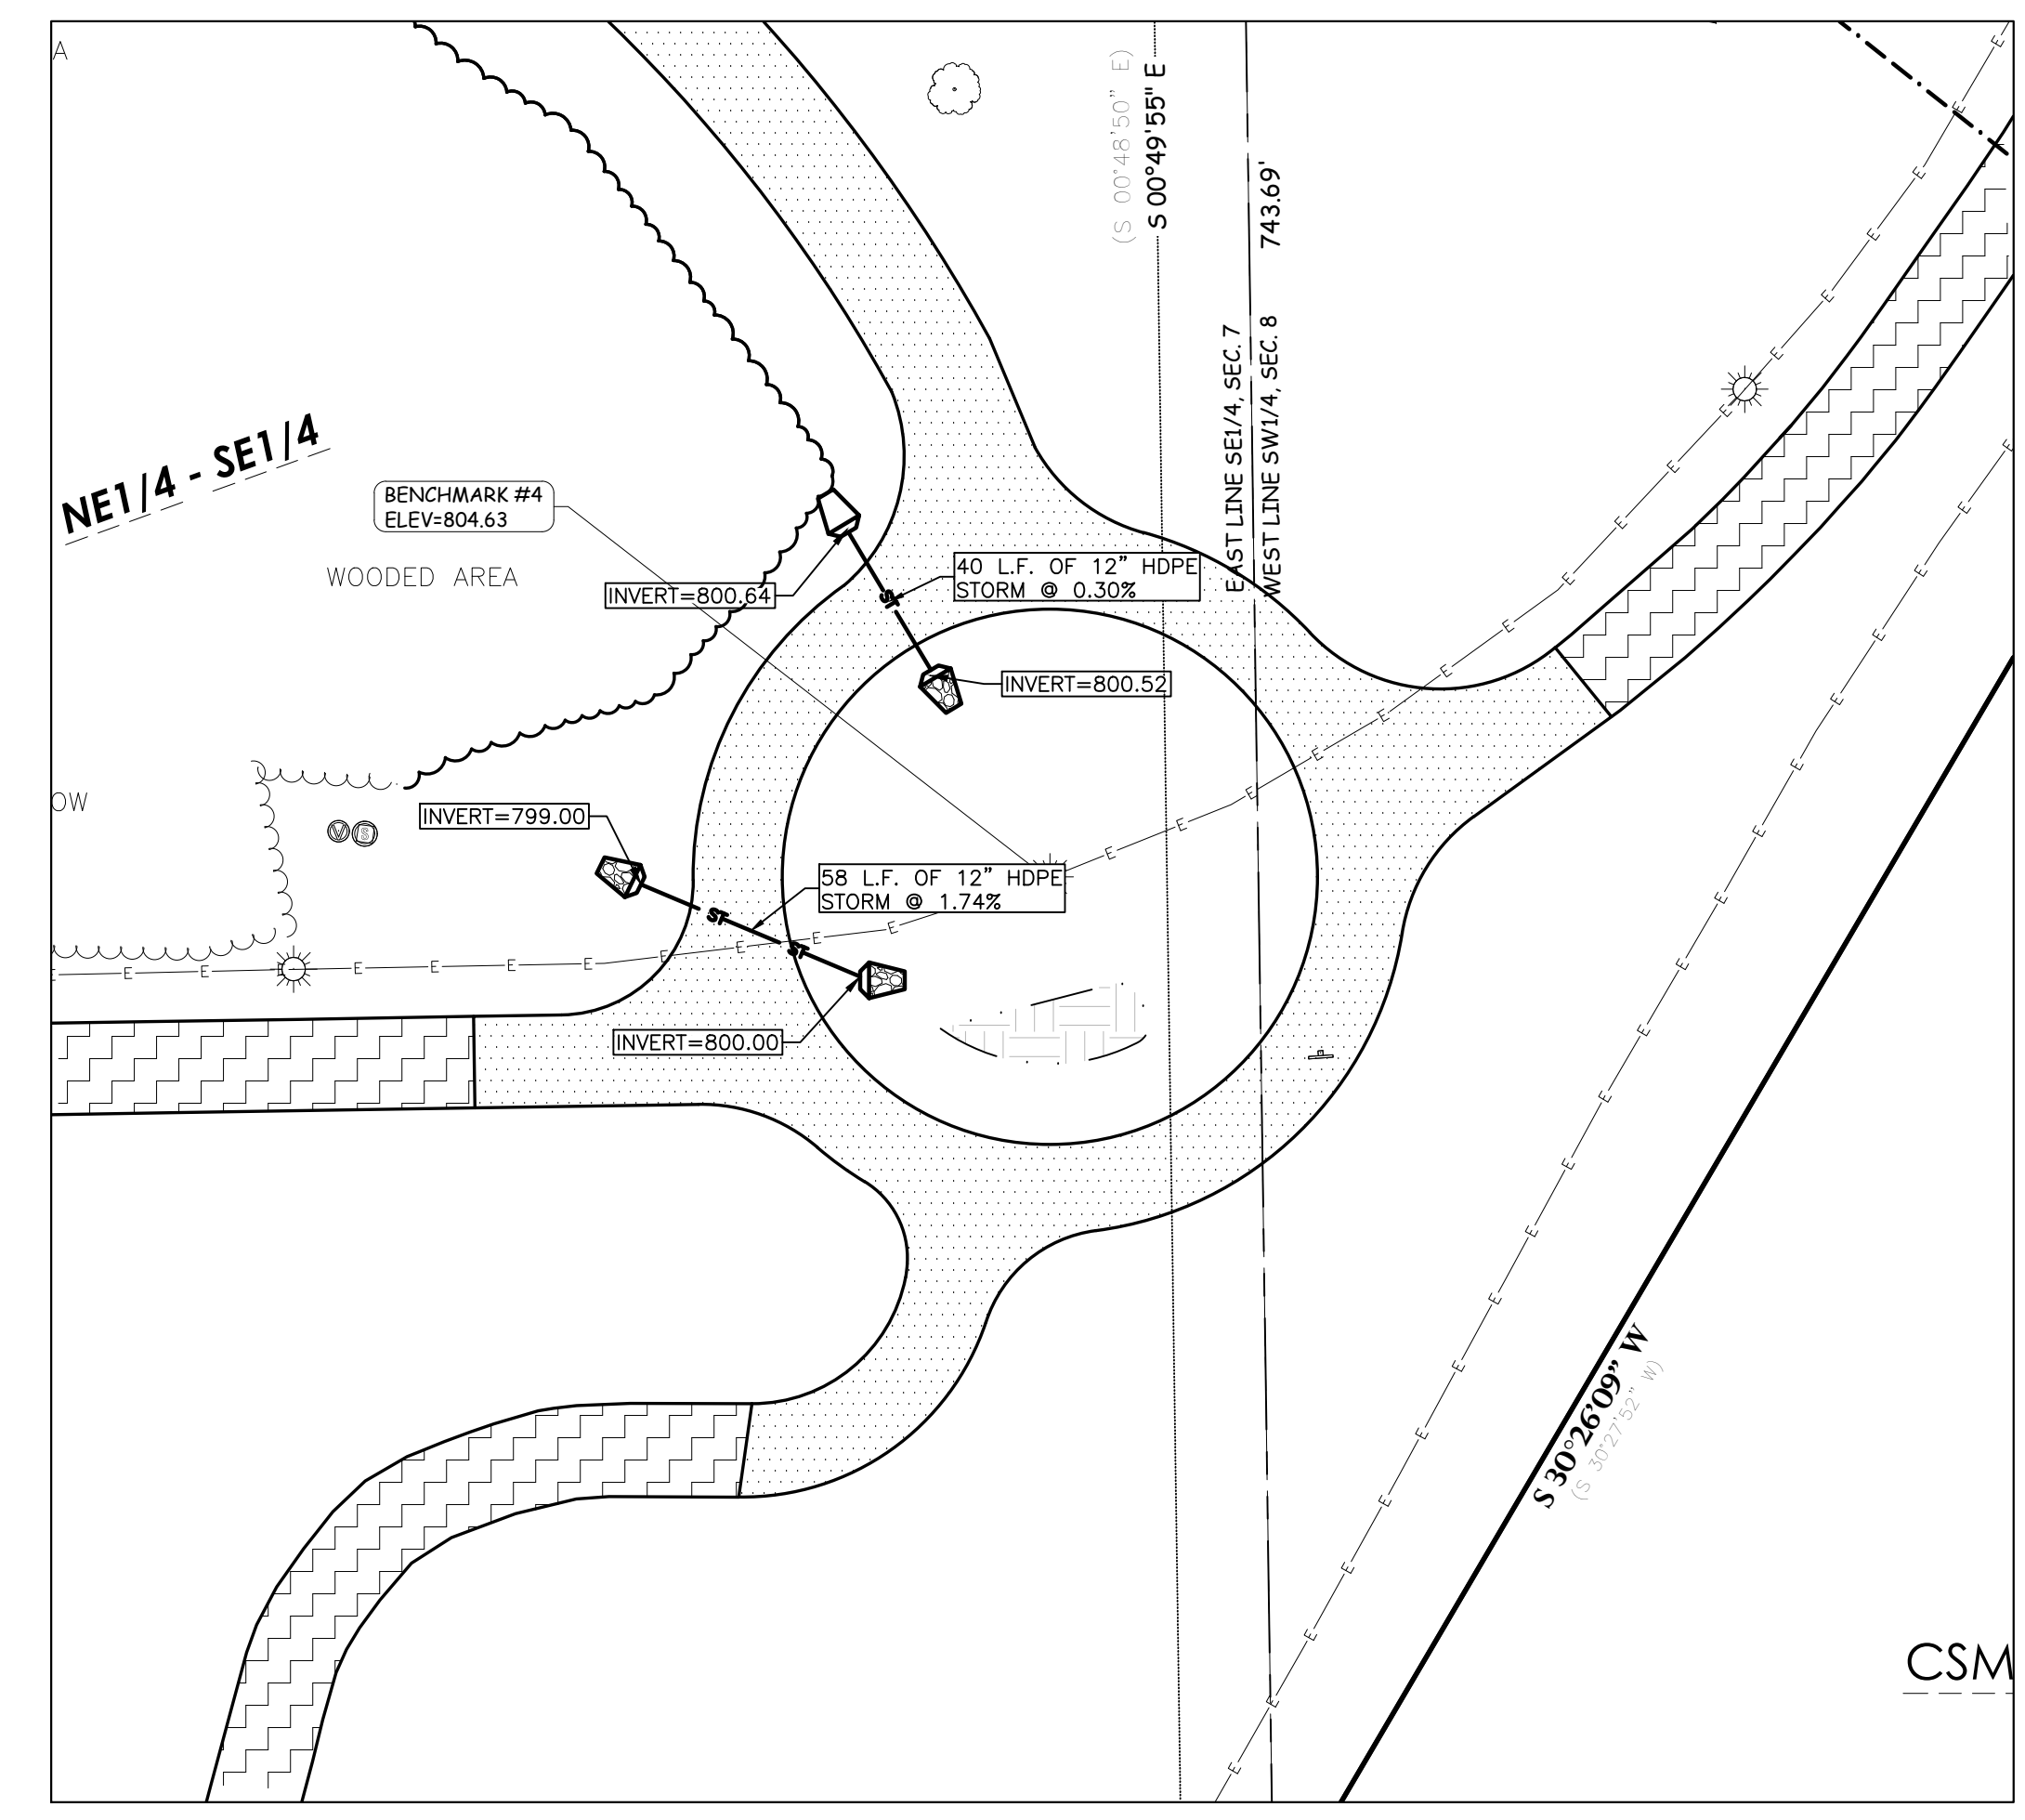 A
(S 00°48'50" E)
S 00°49'55" E
743.69'
EAST LINE SE1/4, SEC. 7
WEST LINE SW1/4, SEC. 8
NE1/4 - SE1/4
BENCHMARK #4
ELEV=804.63
WOODED AREA
INVERT=800.64
40 L.F. OF 12" HDPE
STORM @ 0.30%
ST
INVERT=800.52
OW
INVERT=799.00
V
S
58 L.F. OF 12" HDPE
STORM @ 1.74%
ST
ST
INVERT=800.00
E
S 30°26'09" W
(S 30°27'52" W)
CSM